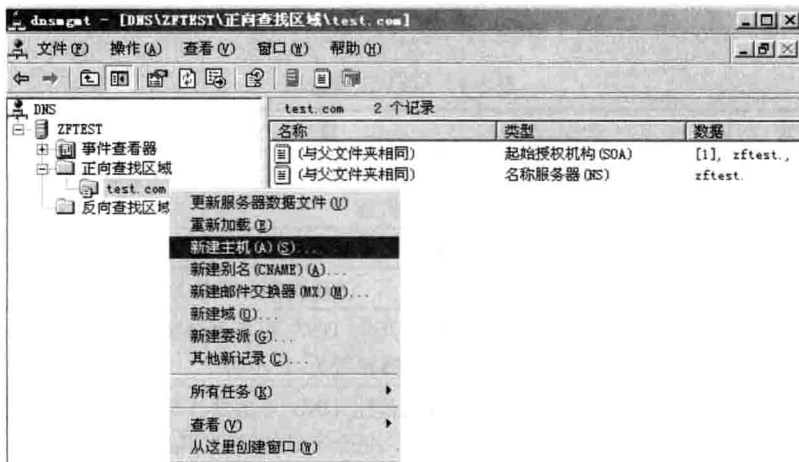 dnsmgmt - [DNS\ZFTEST\正向查找区域\test.com]
文件(F) 操作(A) 查看(V) 窗口(W) 帮助(H)
DNS
ZFTEST
事件查看器
正向查找区域
test.com
反向查找区域
test.com 2 个记录
名称 类型 数据
(与父文件夹相同) 起始授权机构(SOA) [1], zftest.,
(与父文件夹相同) 名称服务器(NS) zftest.
更新服务器数据文件(U)
重新加载(E)
新建主机(A)(S)...
新建别名(CNAME)(A)...
新建邮件交换器(MX)(M)...
新建域(O)...
新建委派(G)...
其他新记录(C)...
所有任务(K)
查看(V)
从这里创建窗口(W)